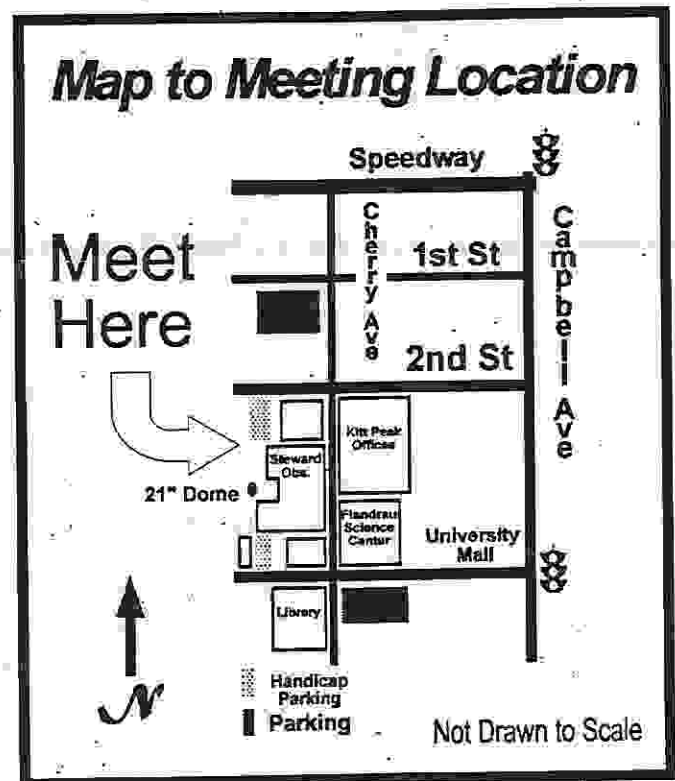 Map to Meeting Location
Speedway
Cherry Ave
Campbell Ave
1st St
Meet
Here
2nd St
Kitt Peak
Offices
Steward
Obs.
21" Dome
Flandrau
Science
Center
University
Mall
Library
N
Handicap
Parking
Parking
Not Drawn to Scale